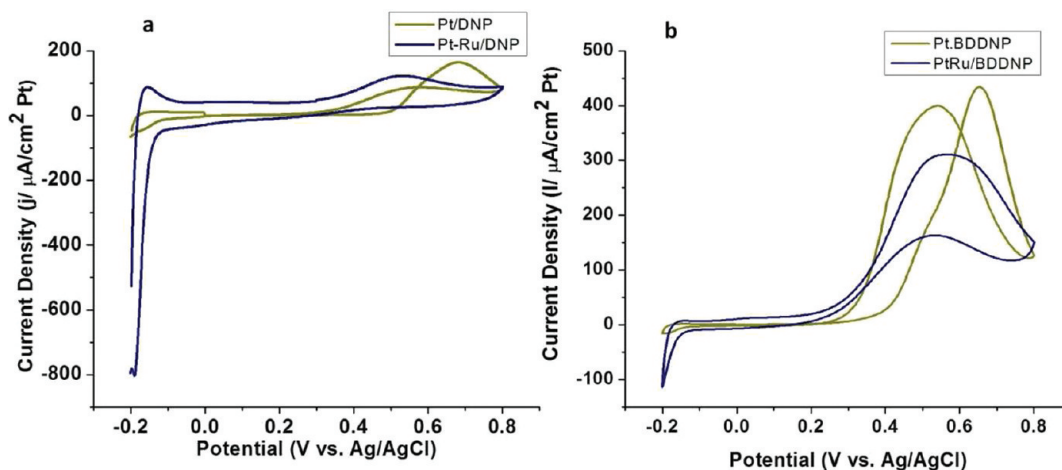 a
Pt/DNP
Pt-Ru/DNP
200
0
-200
-400
-600
-800
Current Density (j/ µA/cm² Pt)
-0.2 0.0 0.2 0.4 0.6 0.8
Potential (V vs. Ag/AgCl)
b
Pt.BDDNP
PtRu/BDDNP
500
400
300
200
100
0
-100
Current Density (I/ µA/cm² Pt)
-0.2 0.0 0.2 0.4 0.6 0.8
Potential (V vs. Ag/AgCl)